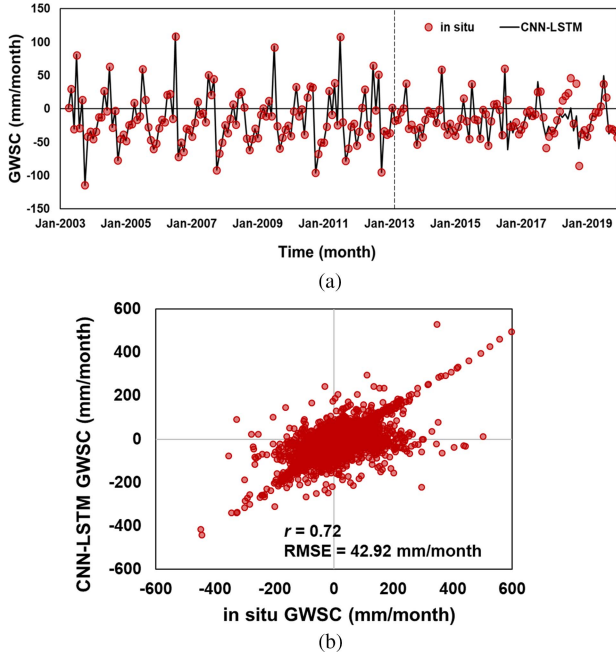 150
100
50
0
-50
-100
-150
GWSC (mm/month)
in situ
CNN-LSTM
Jan-2003
Jan-2005
Jan-2007
Jan-2009
Jan-2011
Jan-2013
Jan-2015
Jan-2017
Jan-2019
Time (month)
(a)
600
400
200
0
-200
-400
-600
CNN-LSTM GWSC (mm/month)
r = 0.72
RMSE = 42.92 mm/month
-600
-400
-200
0
200
400
600
in situ GWSC (mm/month)
(b)